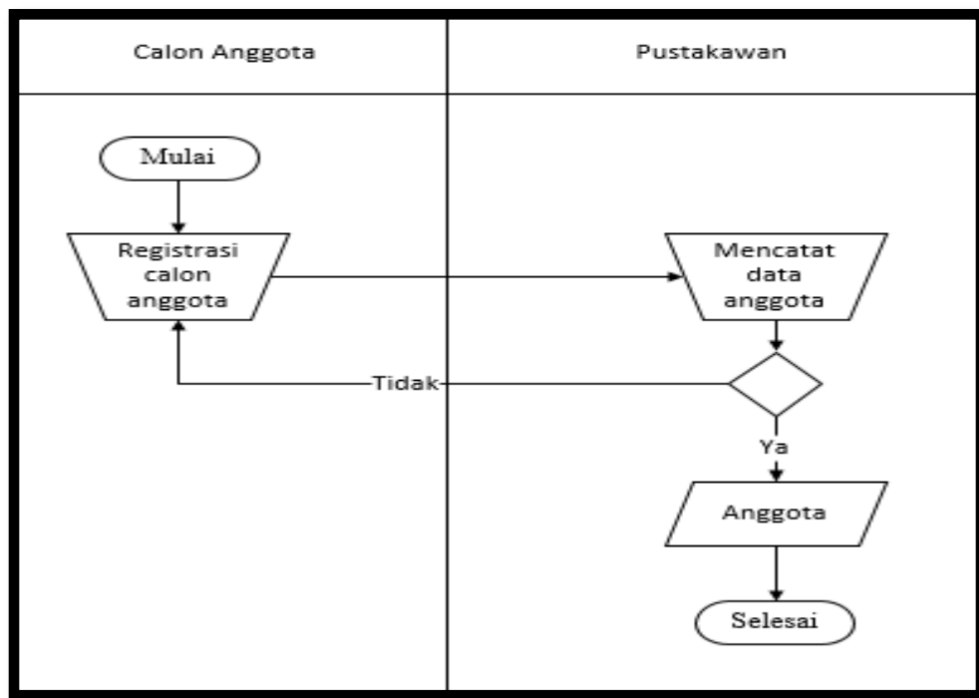 Calon Anggota
Pustakawan
Mulai
Registrasi
calon
anggota
Mencatat
data
anggota
Tidak
Ya
Anggota
Selesai